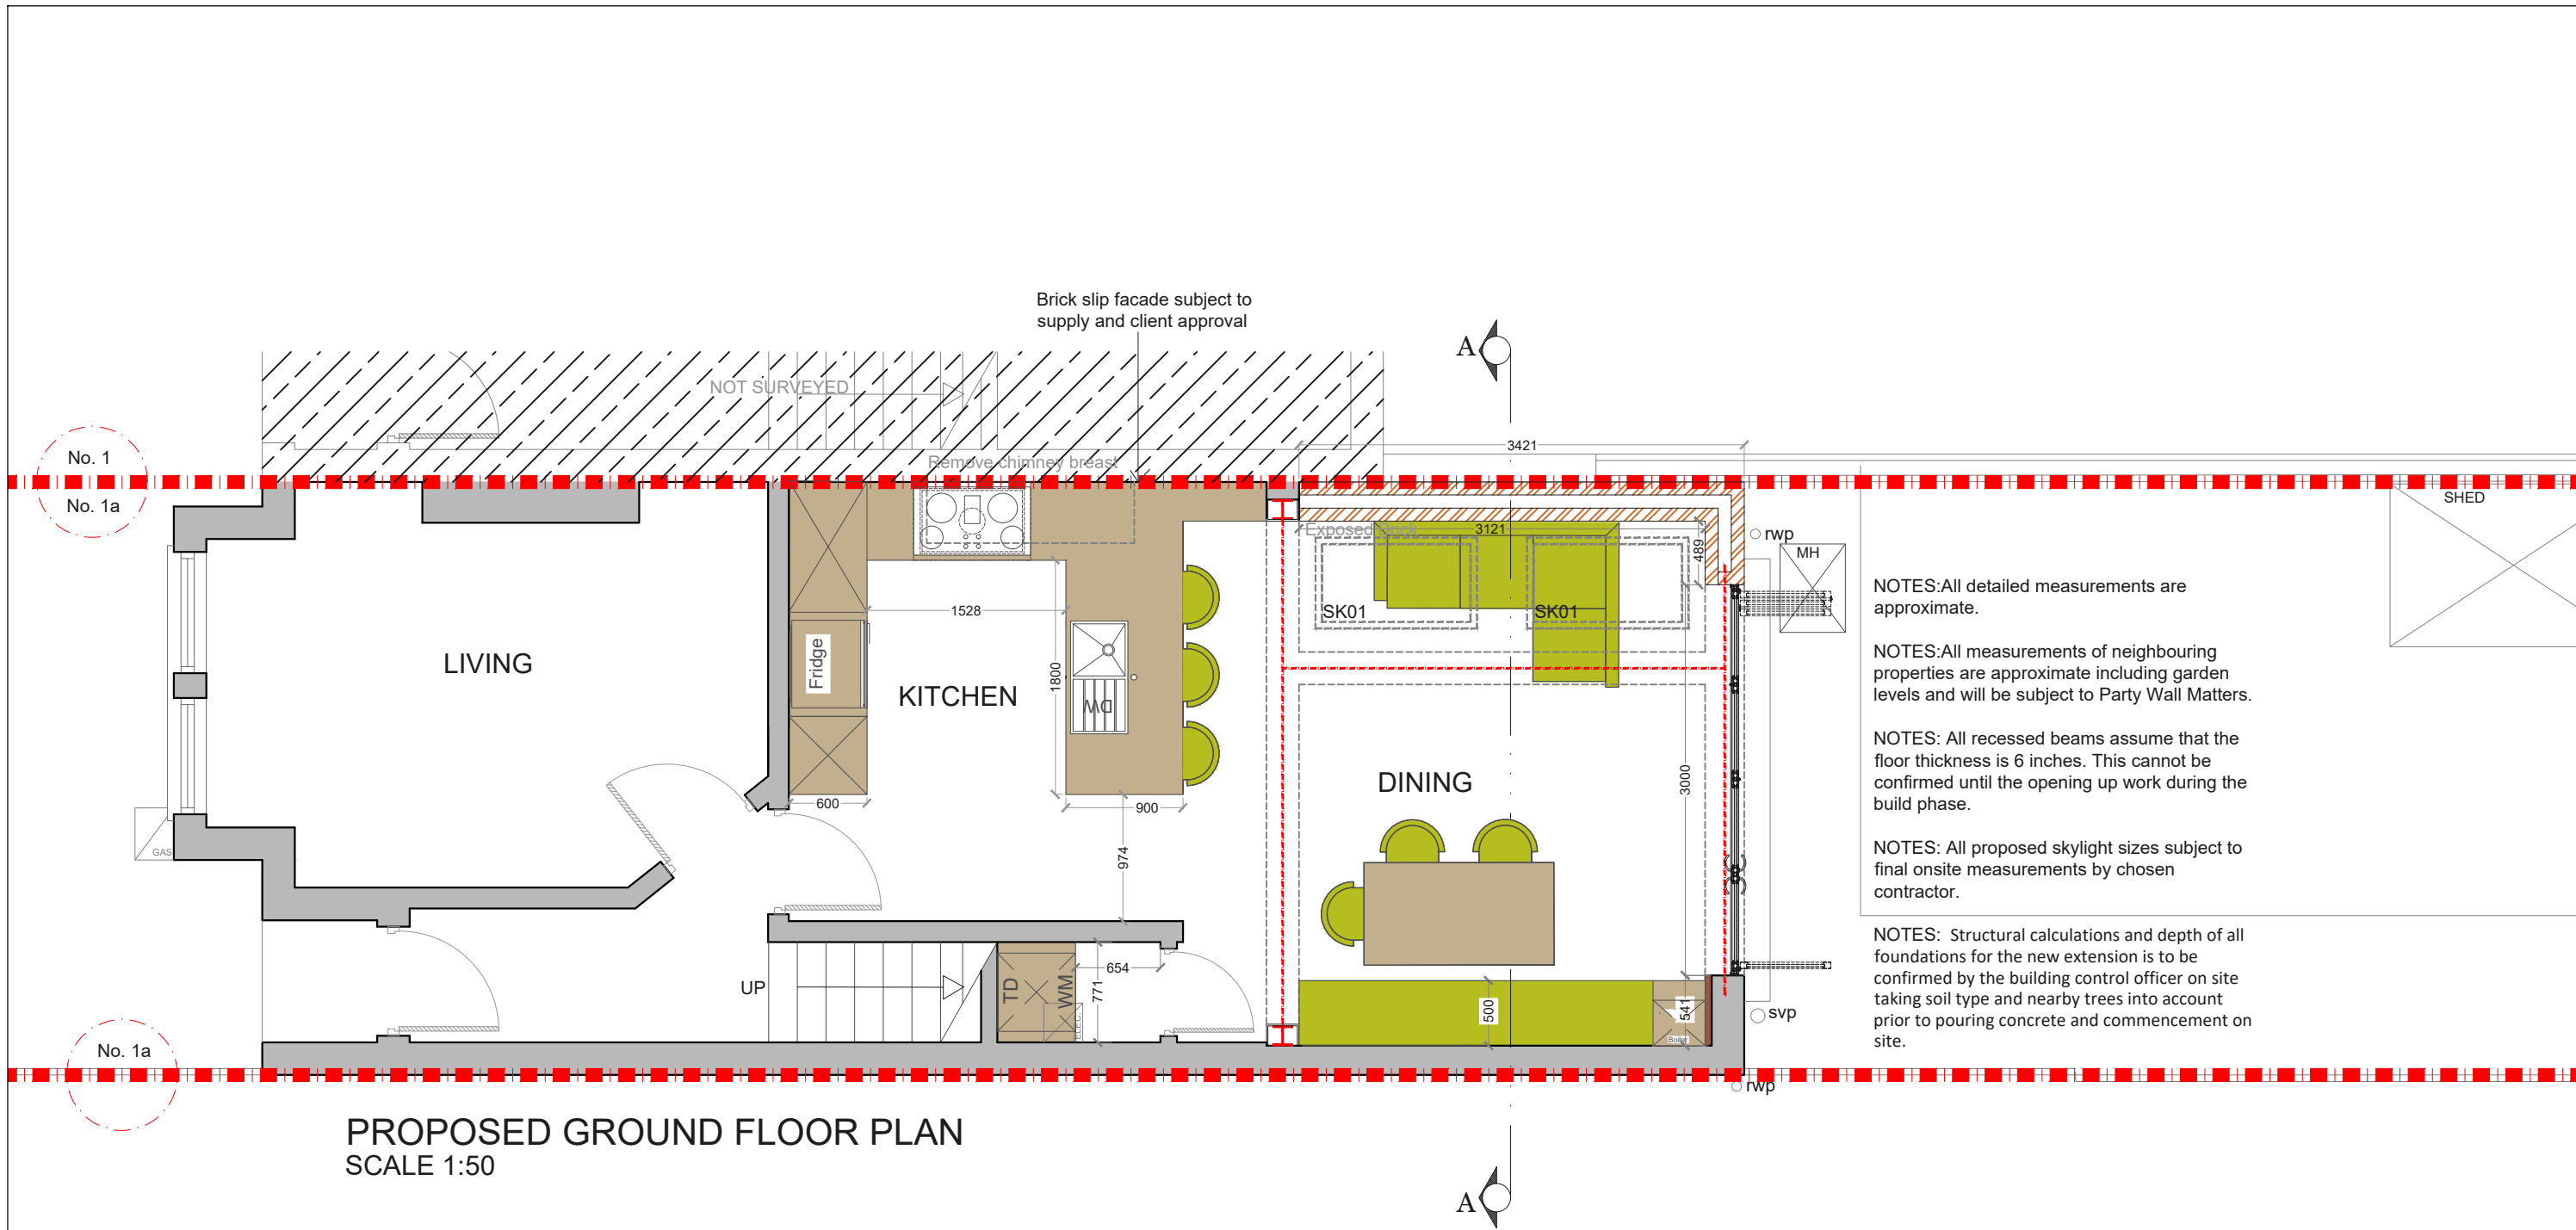 Brick slip facade subject to
supply and client approval
A
NOT SURVEYED
3421
No. 1
Remove chimney breast
No. 1a
SHED
Exposed Brick
3121
489
rwp
MH
SK01
SK01
1528
1800
Fridge
LIVING
KITCHEN
DW
DINING
3000
600
900
974
GAS
UP
TD
WM
ELEC.
654
771
500
541
Boiler
svp
rwp
No. 1a
NOTES:All detailed measurements are
approximate.
NOTES:All measurements of neighbouring
properties are approximate including garden
levels and will be subject to Party Wall Matters.
NOTES: All recessed beams assume that the
floor thickness is 6 inches. This cannot be
confirmed until the opening up work during the
build phase.
NOTES: All proposed skylight sizes subject to
final onsite measurements by chosen
contractor.
NOTES: Structural calculations and depth of all
foundations for the new extension is to be
confirmed by the building control officer on site
taking soil type and nearby trees into account
prior to pouring concrete and commencement on
site.
PROPOSED GROUND FLOOR PLAN
SCALE 1:50
A